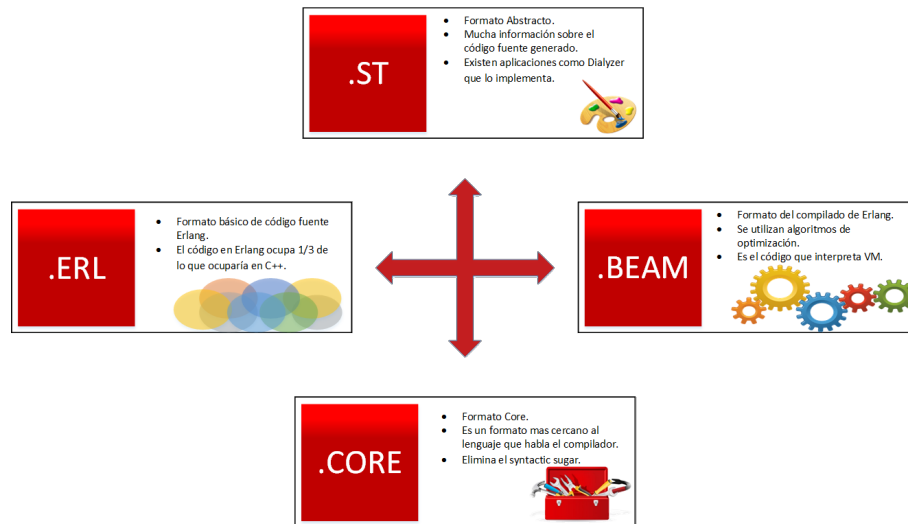 .ST
• Formato Abstracto.
• Mucha información sobre el
código fuente generado.
• Existen aplicaciones como Dialyzer
que lo implementa.
.ERL
• Formato básico de código fuente
Erlang.
• El código en Erlang ocupa 1/3 de
lo que ocuparía en C++.
.BEAM
• Formato del compilado de Erlang.
• Se utilizan algoritmos de
optimización.
• Es el código que interpreta VM.
.CORE
• Formato Core.
• Es un formato mas cercano al
lenguaje que habla el compilador.
• Elimina el syntactic sugar.